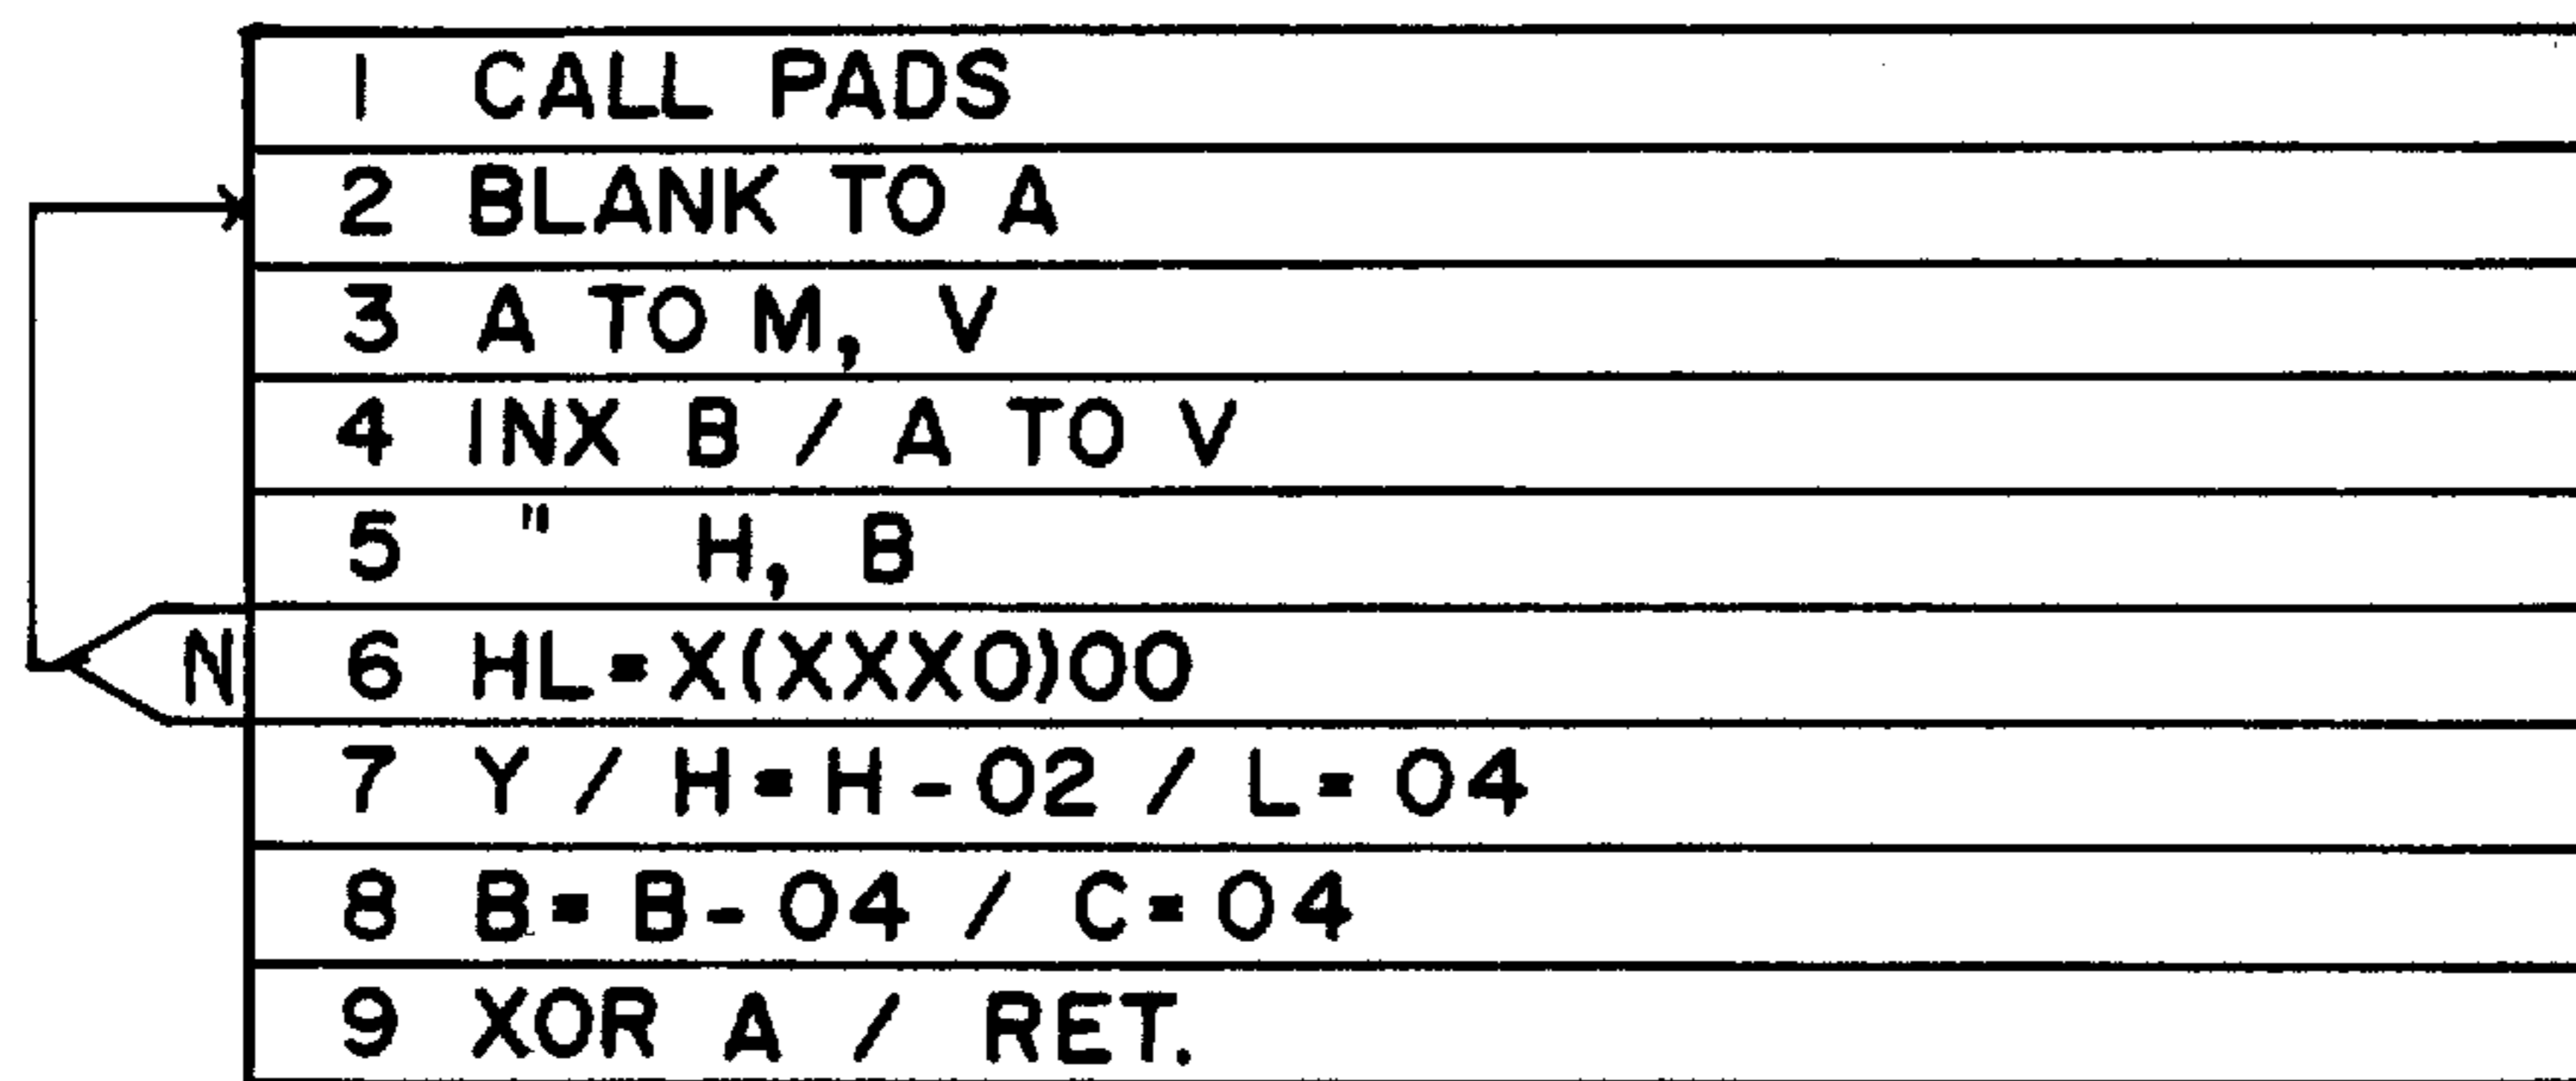 1 CALL PADS
2 BLANK TO A
3 A TO M, V
4 INX B / A TO V
5 " H, B
N 6 HL=X(XXX0)00
7 Y / H=H-02 / L=04
8 B=B-04 / C=04
9 XOR A / RET.